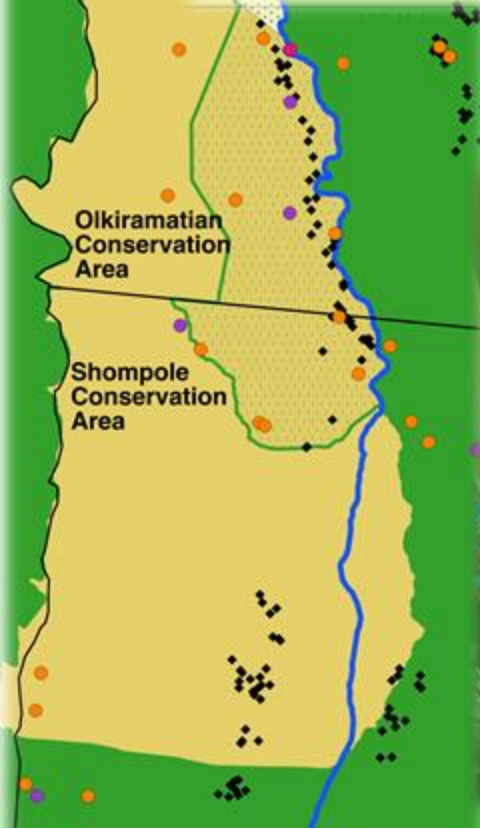 Olkiramatian
Conservation
Area
Shompole
Conservation
Area